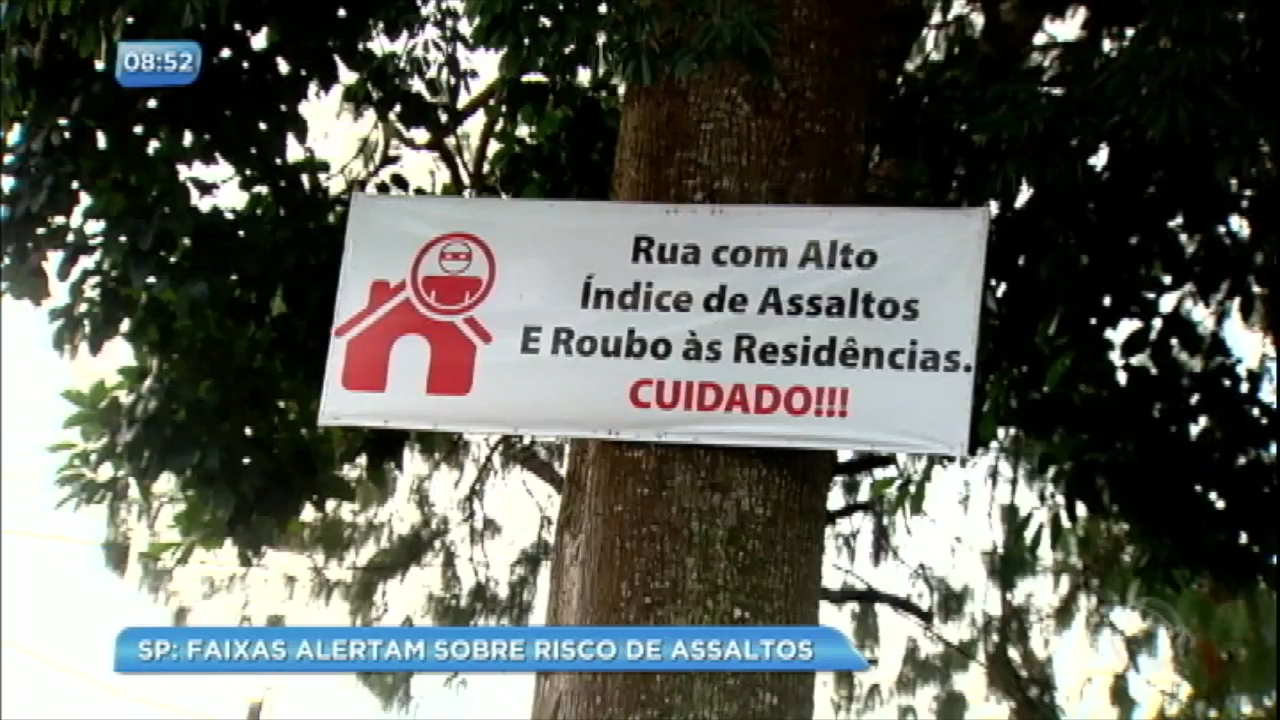 08:52
Rua com Alto
Índice de Assaltos
E Roubo às Residências.
CUIDADO!!!
SP: FAIXAS ALERTAM SOBRE RISCO DE ASSALTOS